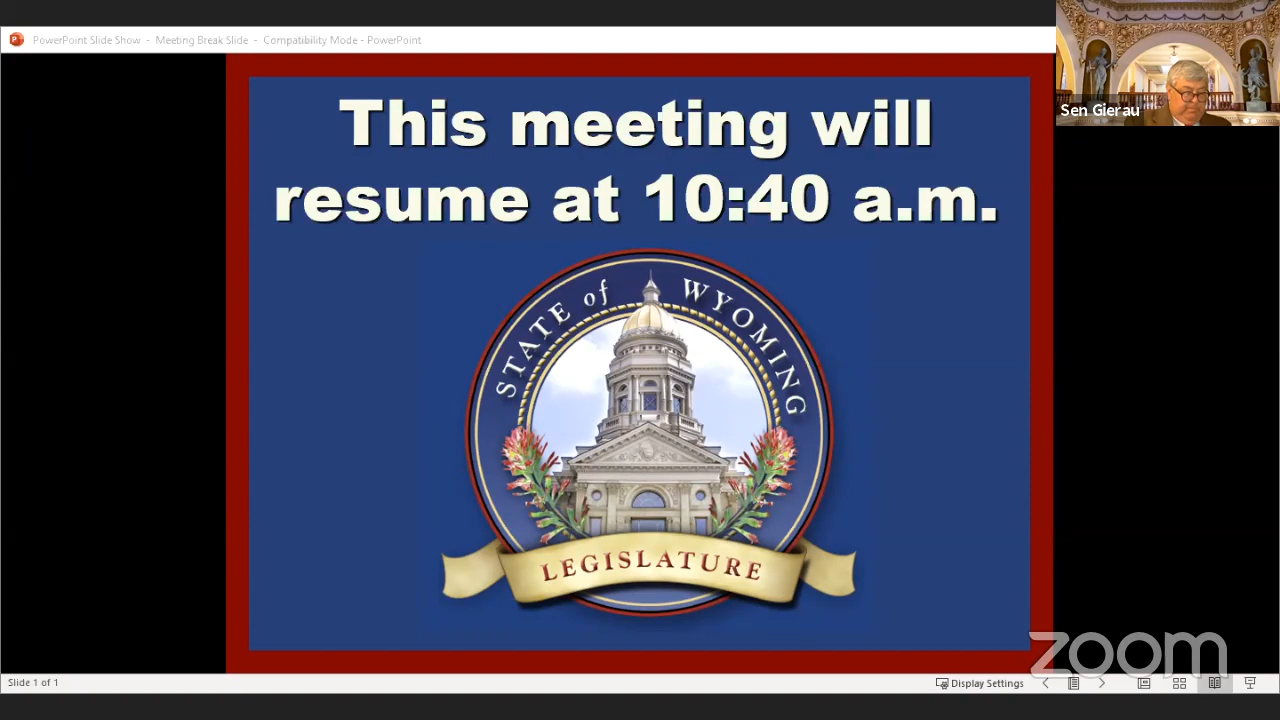 PowerPoint Slide Show - Meeting Break Slide - Compatibility Mode - PowerPoint
Sen Gierau
This meeting will
resume at 10:40 a.m.
STATE of WYOMING
LEGISLATURE
zoom
Slide 1 of 1
Display Settings